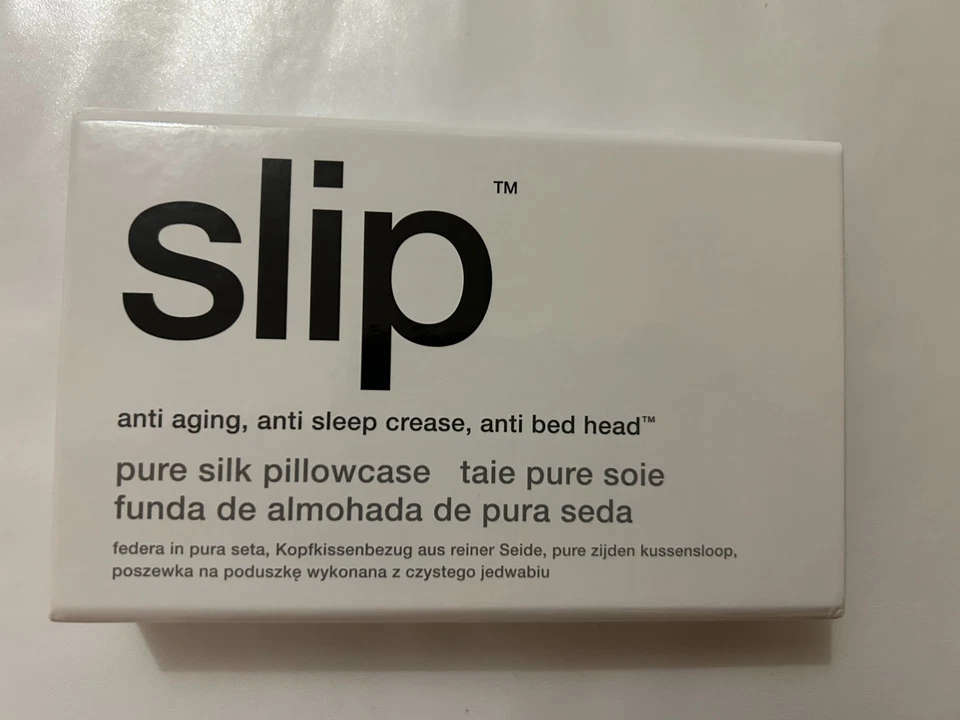 slip™
anti aging, anti sleep crease, anti bed head™
pure silk pillowcase taie pure soie
funda de almohada de pura seda
federa in pura seta, Kopfkissenbezug aus reiner Seide, pure zijden kussensloop,
poszewka na poduszkę wykonana z czystego jedwabiu